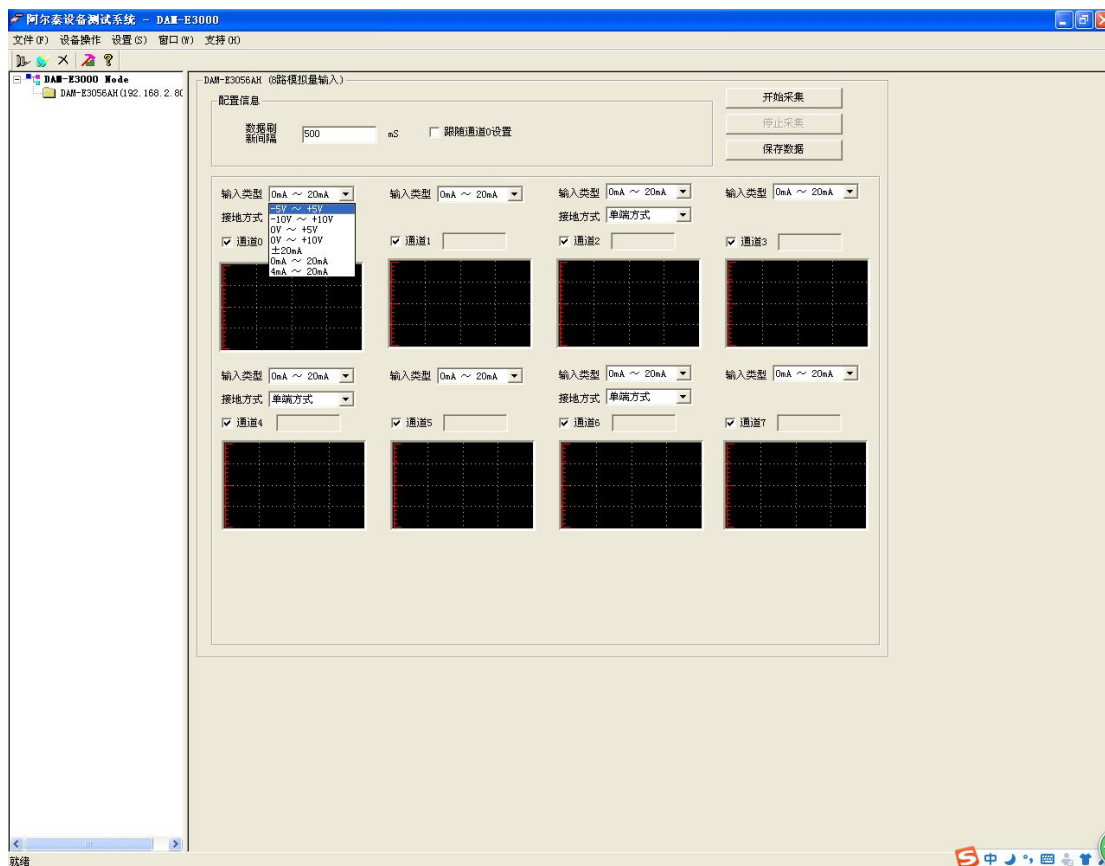 阿尔泰设备测试系统 - DAM-E3000
文件(F) 设备操作 设置(S) 窗口(W) 支持(H)
DAM-E3000 Node
DAM-E3056AH(192.168.2.80
DAM-E3056AH (8路模拟量输入)
配置信息
数据刷
新间隔 500 mS 跟随通道0设置
开始采集
停止采集
保存数据
输入类型 0mA ～ 20mA 输入类型 0mA ～ 20mA 输入类型 0mA ～ 20mA 输入类型 0mA ～ 20mA
-5V ～ +5V
-10V ～ +10V
0V ～ +5V
0V ～ +10V
±20mA
0mA ～ 20mA
4mA ～ 20mA
接地方式 接地方式 单端方式
通道0 通道1 通道2 通道3
输入类型 0mA ～ 20mA 输入类型 0mA ～ 20mA 输入类型 0mA ～ 20mA 输入类型 0mA ～ 20mA
接地方式 单端方式 接地方式 单端方式
通道4 通道5 通道6 通道7
就绪
中